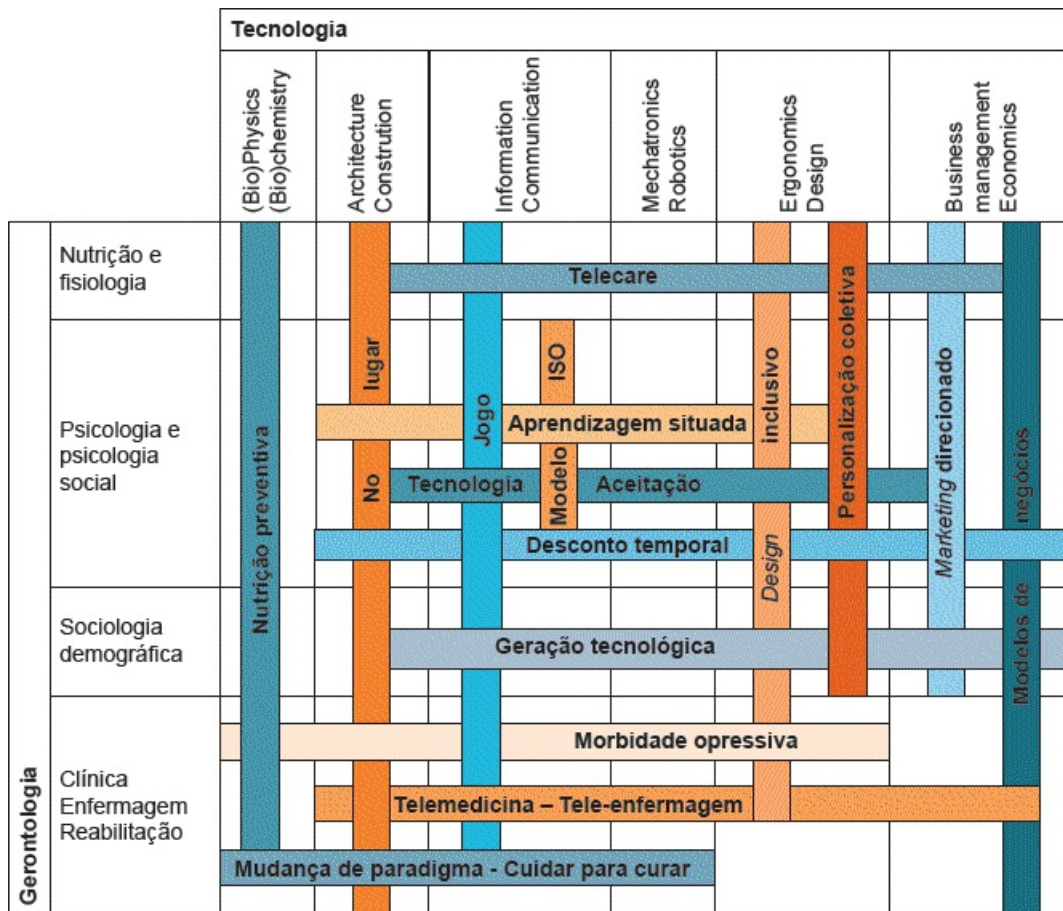 Tecnologia
(Bio)Physics
(Bio)chemistry
Architecture
Constrution
Information
Communication
Mechatronics
Robotics
Ergonomics
Design
Business
management
Economics
Gerontologia
Nutrição e
fisiologia
Psicologia e
psicologia
social
Sociologia
demográfica
Clínica
Enfermagem
Reabilitação
Nutrição preventiva
No lugar
Jogo
Modelo ISO
Design inclusivo
Personalização coletiva
Marketing direcionado
Modelos de negócios
Telecare
Aprendizagem situada
Tecnologia Aceitação
Desconto temporal
Geração tecnológica
Morbidade opressiva
Telemedicina – Tele-enfermagem
Mudança de paradigma - Cuidar para curar